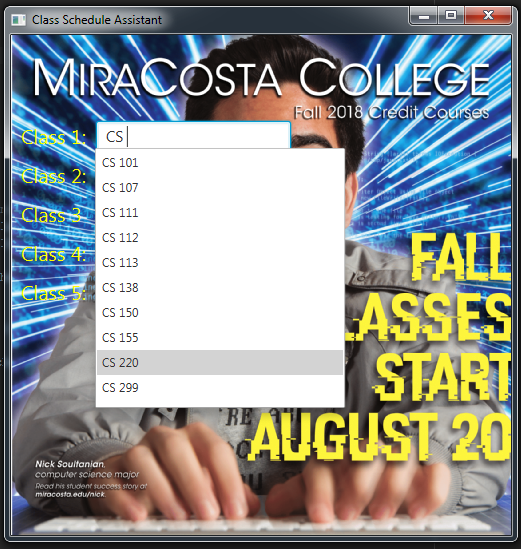 Class Schedule Assistant
MIRACOSTA COLLEGE
Fall 2018 Credit Courses
Class 1:
CS
Class 2:
Class 3
Class 4:
Class 5:
CS 101
CS 107
CS 111
CS 112
CS 113
CS 138
CS 150
CS 155
CS 220
CS 299
FALL
LASSES
START
AUGUST 20
Nick Soultanian,
computer science major
Read his student success story at
miracosta.edu/nick.